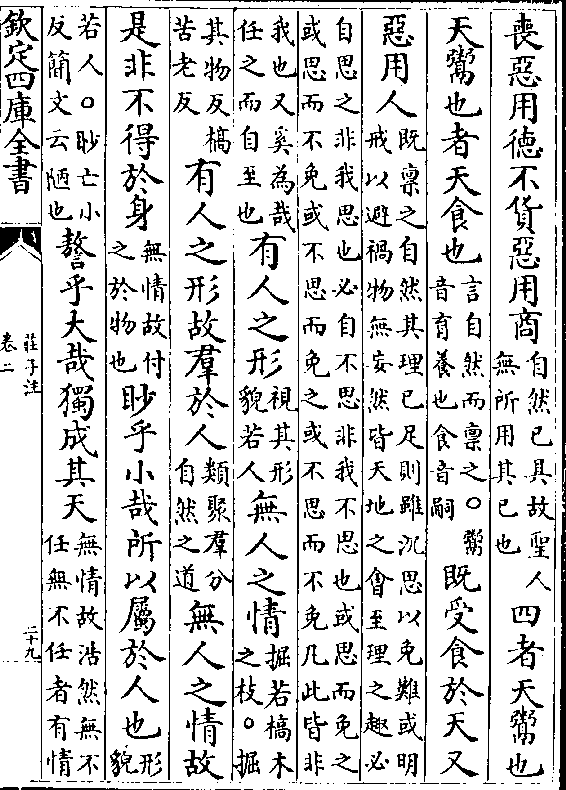 喪惡用德不貨惡用商自然已具故聖人無所用其已也四者天鬻也
天鬻也者天食也言自然而禀之○鬻音育養也食音嗣既受食於天又
惡用人既禀之自然其理已足則雖沉思以免難或明戒以避禍物無妄然皆天地之會至理之趣必
自思之非我思也必自不思非我不思也或思而免之或思而不免或不思而免之或不思而不免凡此皆非
我也又奚為哉任之而自至也有人之形視其形貌若人無人之情掘若槁木之枝○掘
其物反槁苦老反有人之形故羣於人類聚羣分自然之道無人之情故
是非不得於身無情故付之於物也眇乎小哉所以屬於人也形貌
若人○眇亡小反簡文云陋也謷乎大哉獨成其天無情故浩然無不任無不任者有情
欽定四庫全書
莊子注
卷二
二十九